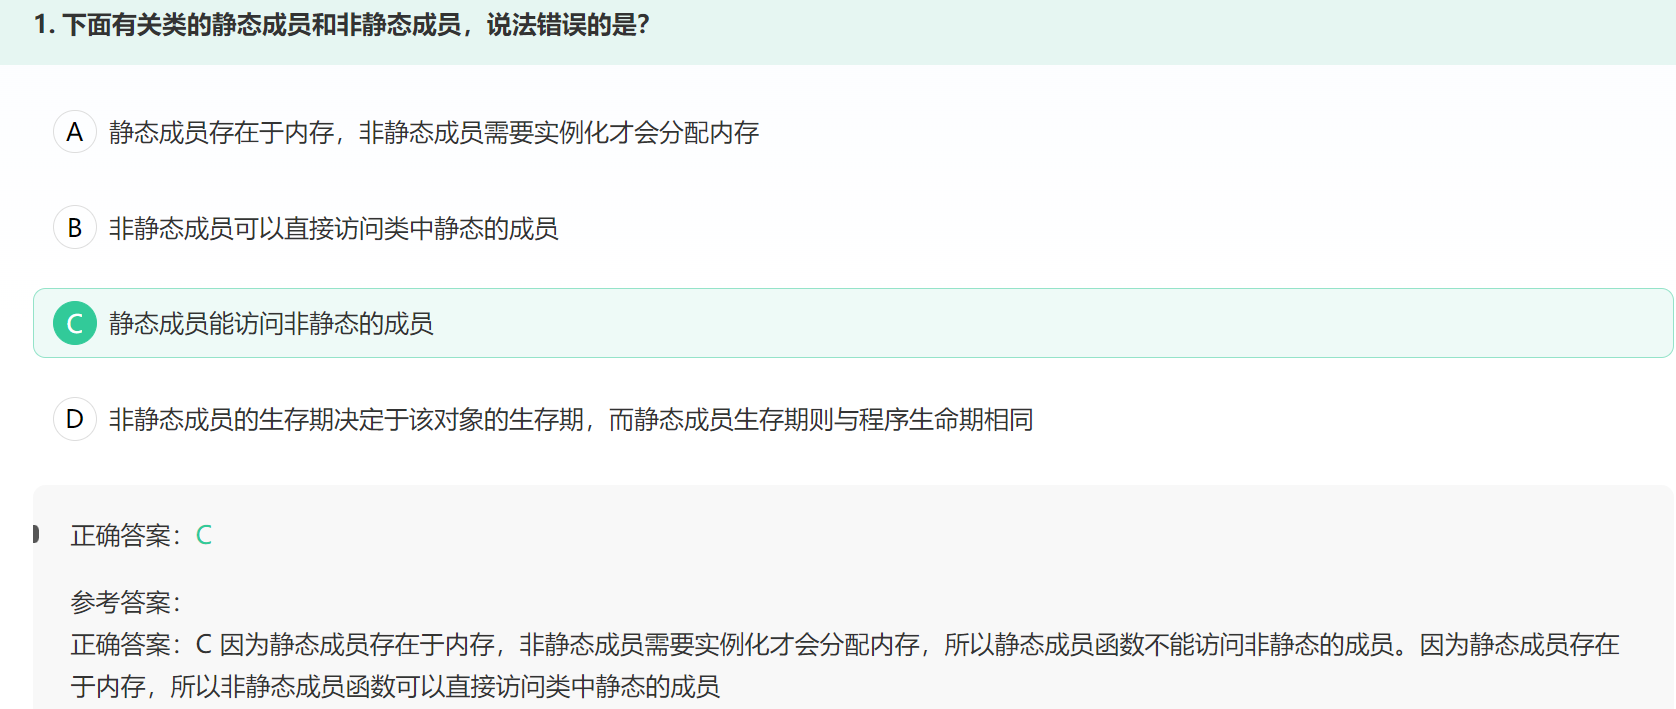 1. 下面有关类的静态成员和非静态成员，说法错误的是?
A 静态成员存在于内存，非静态成员需要实例化才会分配内存
B 非静态成员可以直接访问类中静态的成员
C 静态成员能访问非静态的成员
D 非静态成员的生存期决定于该对象的生存期，而静态成员生存期则与程序生命期相同
正确答案：C
参考答案：
正确答案：C 因为静态成员存在于内存，非静态成员需要实例化才会分配内存，所以静态成员函数不能访问非静态的成员。因为静态成员存在
于内存，所以非静态成员函数可以直接访问类中静态的成员